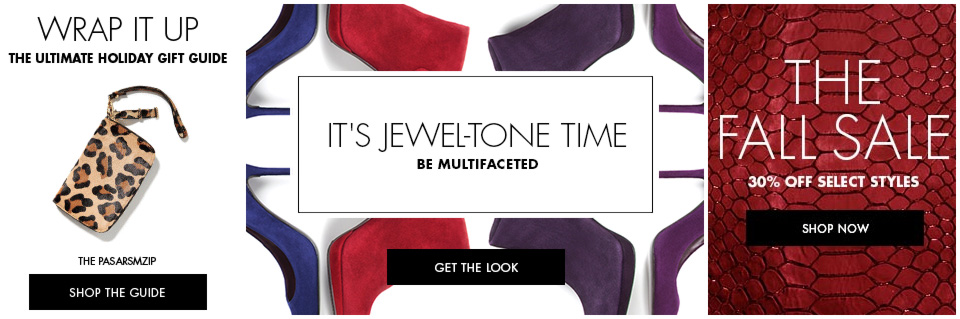 WRAP IT UP
THE ULTIMATE HOLIDAY GIFT GUIDE
THE PASARSMZIP
SHOP THE GUIDE
IT'S JEWEL-TONE TIME
BE MULTIFACETED
GET THE LOOK
THE
FALL SALE
30% OFF SELECT STYLES
SHOP NOW